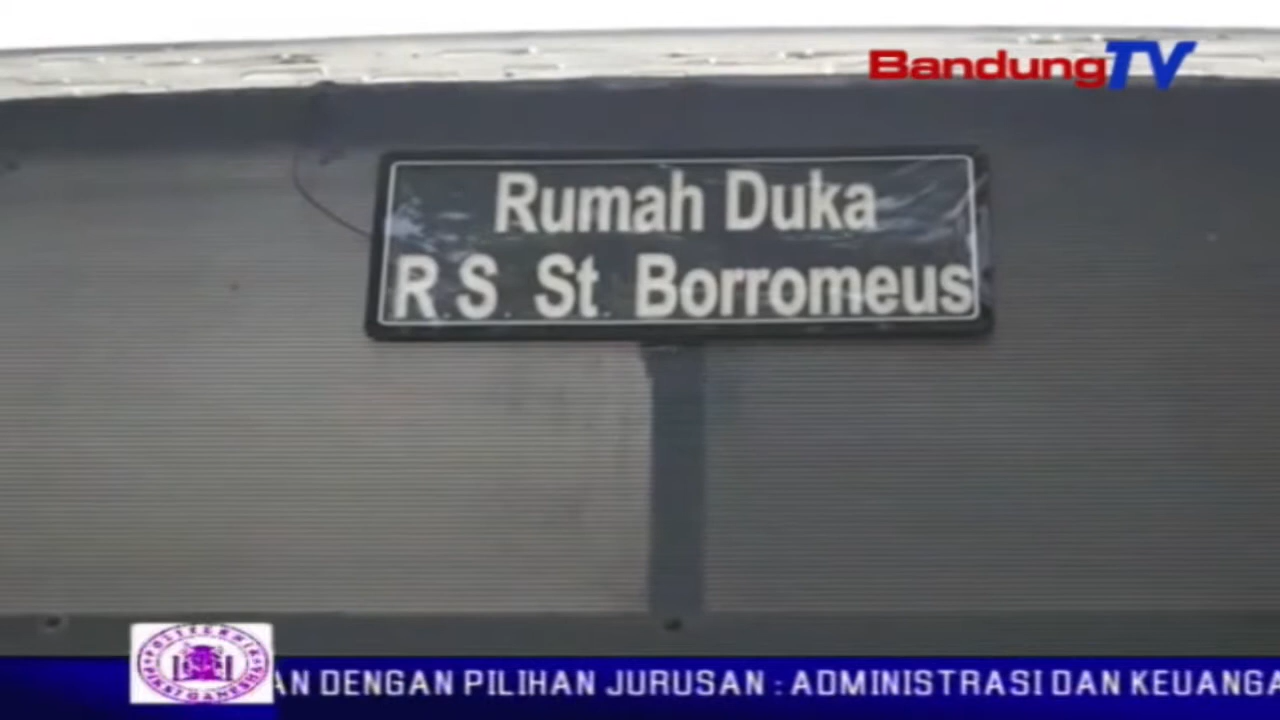 BandungTV
Rumah Duka
R.S. St. Borromeus
AN DENGAN PILIHAN JURUSAN : ADMINISTRASI DAN KEUANGA